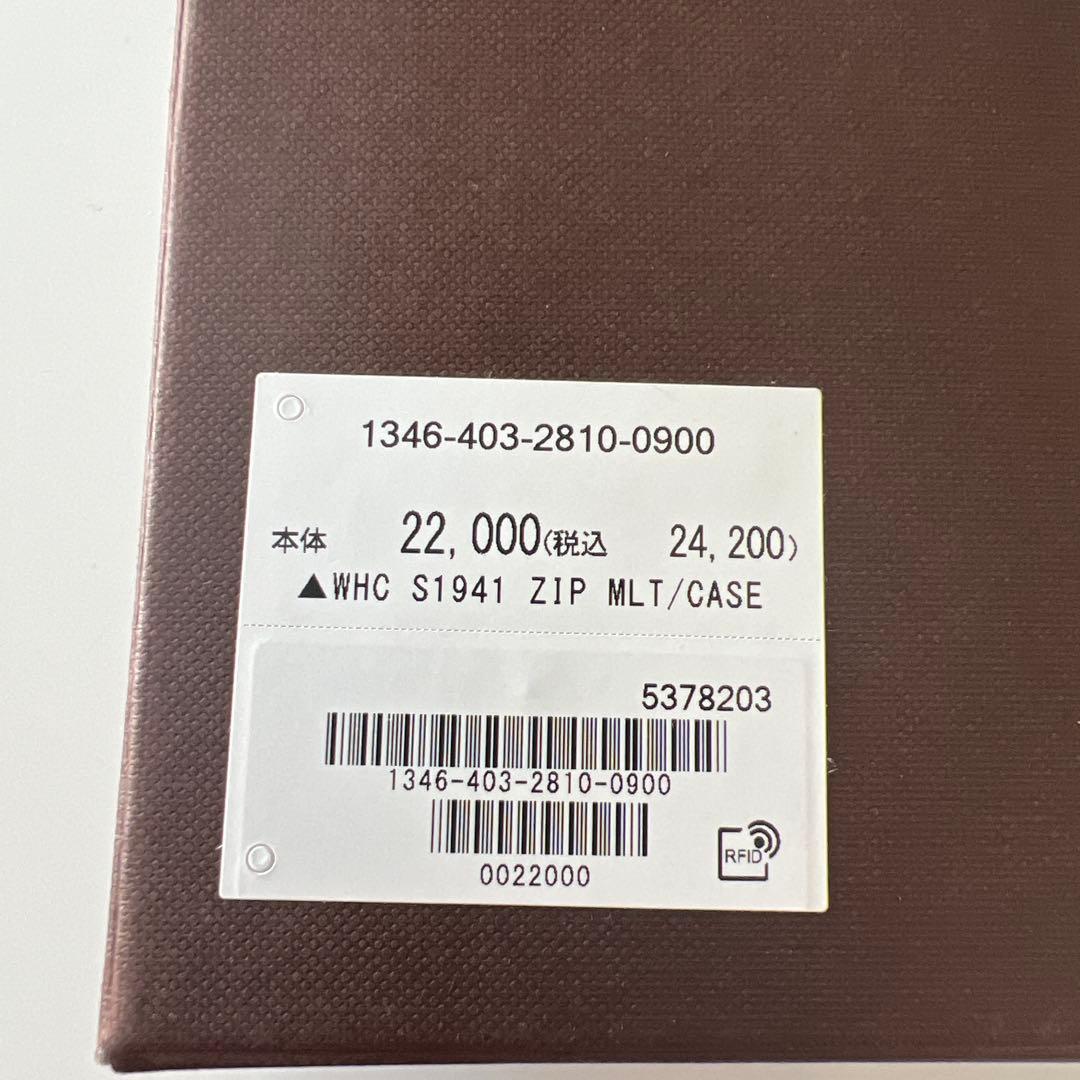 1346-403-2810-0900
本体 22,000(税込 24,200)
▲WHC S1941 ZIP MLT/CASE
5378203
1346-403-2810-0900
0022000
RFID